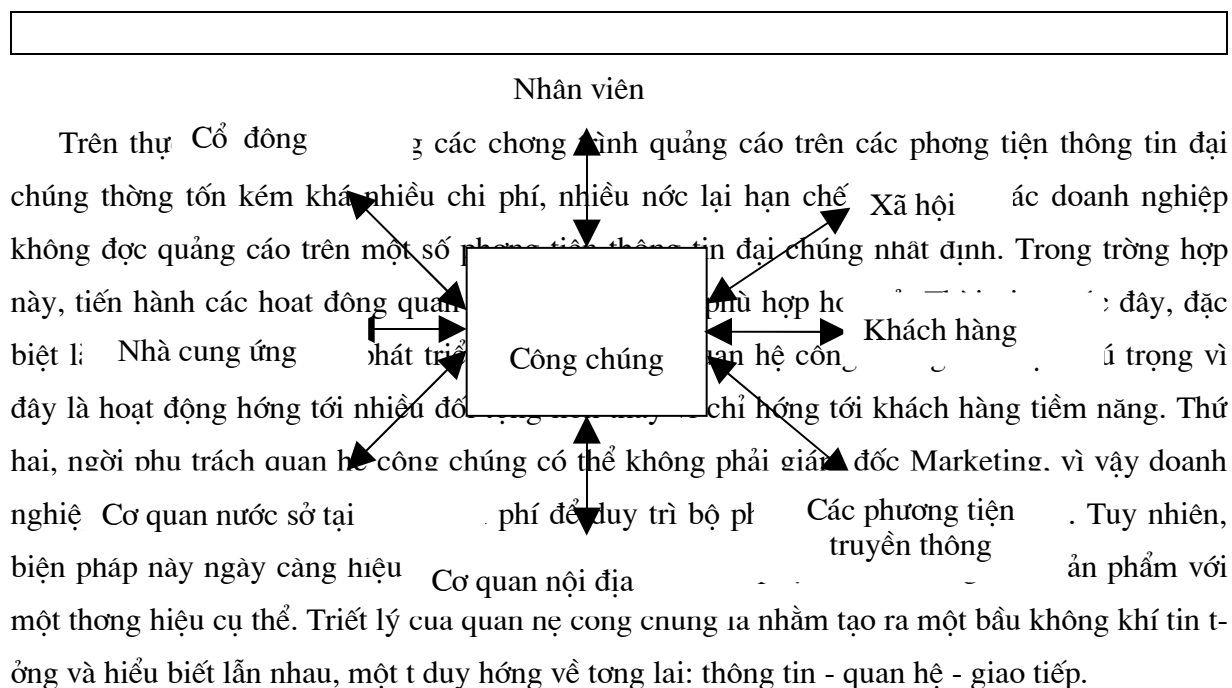 Nhân viên
Trên thự Cổ đông các chơng trình quảng cáo trên các phơng tiện thông tin đại
chúng thờng tốn kém khá nhiều chi phí, nhiều nớc lại hạn chế Xã hội ác doanh nghiệp
không đợc quảng cáo trên một số phơng tiện thông tin đại chúng nhất định. Trong trờng hợp
này, tiến hành các hoạt động quan phù hợp đây, đặc
Khách hàng
biệt Nhà cung ứng phát triể Công chúng quan hệ côn ú trọng vì
đây là hoạt động hớng tới nhiều đối chỉ hớng tới khách hàng tiềm năng. Thứ
hai, ngời phụ trách quan hệ công chúng có thể không phải giám đốc Marketing, vì vậy doanh
nghiệ Cơ quan nước sở tại phí để duy trì bộ Các phương tiện . Tuy nhiên,
truyền thông
biện pháp này ngày càng hiệu Cơ quan nội địa ản phẩm với
một thơng hiệu cụ thể. Triết lý của quan hệ công chúng là nhằm tạo ra một bầu không khí tin t-
ởng và hiểu biết lẫn nhau, một t duy hớng về tơng lai: thông tin - quan hệ - giao tiếp.